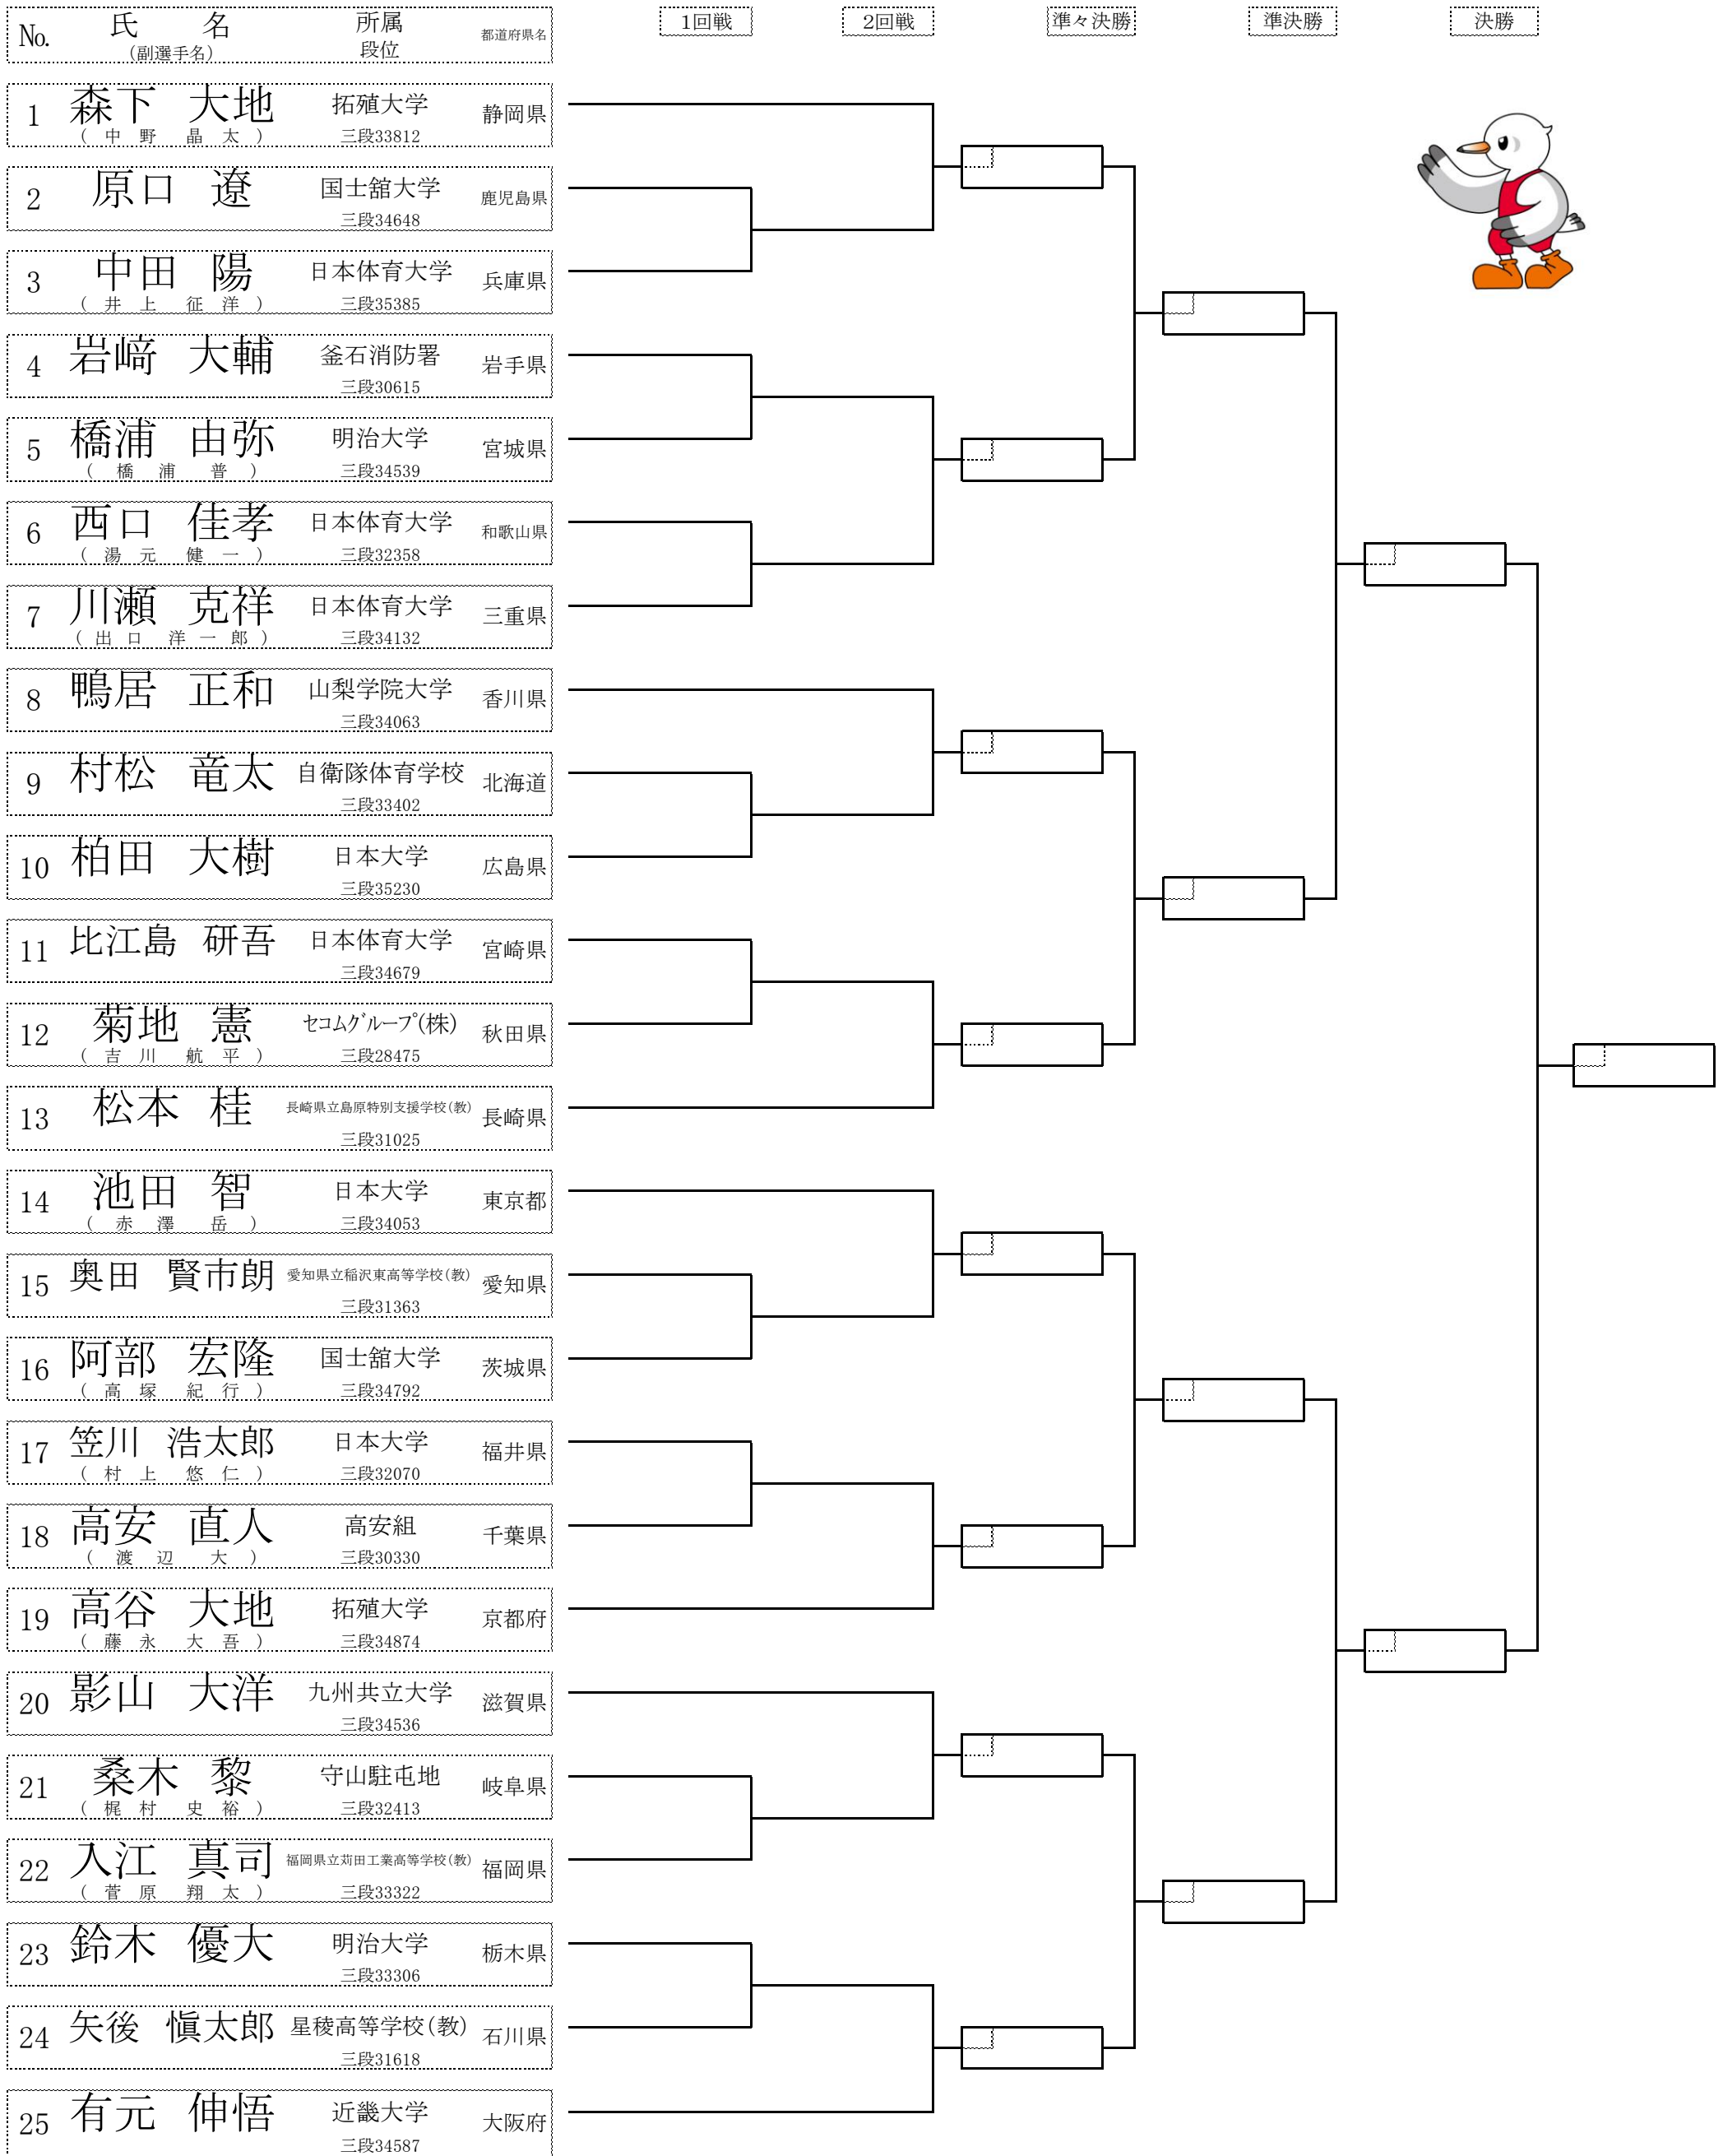 No. 氏 名 所属 都道府県名 1回戦 2回戦 準々決勝 準決勝 決勝
(副選手名) 段位
1 森下 大地 拓殖大学 静岡県
( 中 野 晶 太 ) 三段33812
2 原口 遼 国士舘大学 鹿児島県
三段34648
3 中田 陽 日本体育大学 兵庫県
( 井 上 征 洋 ) 三段35385
4 岩﨑 大輔 釜石消防署 岩手県
三段30615
5 橋浦 由弥 明治大学 宮城県
( 橋 浦 普 ) 三段34539
6 西口 佳孝 日本体育大学 和歌山県
( 湯 元 健 一 ) 三段32358
7 川瀬 克祥 日本体育大学 三重県
( 出 口 洋 一 郎 ) 三段34132
8 鴨居 正和 山梨学院大学 香川県
三段34063
9 村松 竜太 自衛隊体育学校 北海道
三段33402
10 柏田 大樹 日本大学 広島県
三段35230
11 比江島 研吾 日本体育大学 宮崎県
三段34679
12 菊地 憲 ｾｺﾑｸﾞﾙｰﾌﾟ(株) 秋田県
( 吉 川 航 平 ) 三段28475
13 松本 桂 長崎県立島原特別支援学校(教) 長崎県
三段31025
14 池田 智 日本大学 東京都
( 赤 澤 岳 ) 三段34053
15 奥田 賢市朗 愛知県立稲沢東高等学校(教) 愛知県
三段31363
16 阿部 宏隆 国士舘大学 茨城県
( 高 塚 紀 行 ) 三段34792
17 笠川 浩太郎 日本大学 福井県
( 村 上 悠 仁 ) 三段32070
18 高安 直人 高安組 千葉県
( 渡 辺 大 ) 三段30330
19 高谷 大地 拓殖大学 京都府
( 藤 永 大 吾 ) 三段34874
20 影山 大洋 九州共立大学 滋賀県
三段34536
21 桑木 黎 守山駐屯地 岐阜県
( 梶 村 史 裕 ) 三段32413
22 入江 真司 福岡県立苅田工業高等学校(教) 福岡県
( 菅 原 翔 太 ) 三段33322
23 鈴木 優大 明治大学 栃木県
三段33306
24 矢後 愼太郎 星稜高等学校(教) 石川県
三段31618
25 有元 伸悟 近畿大学 大阪府
三段34587